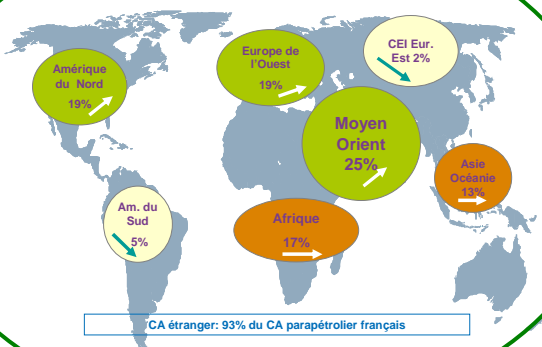 Amérique
du Nord
19%
Europe de
l'Ouest
19%
CEI Eur.
Est 2%
Moyen
Orient
25%
Asie
Océanie
13%
Am. du
Sud
5%
Afrique
17%
CA étranger: 93% du CA parapétrolier français